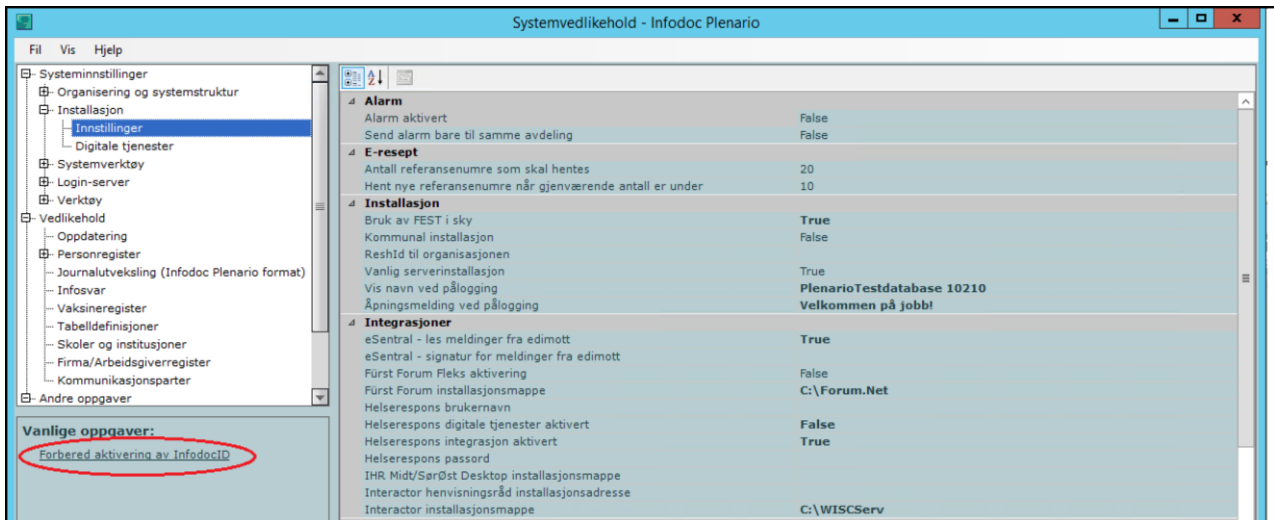 Systemvedlikehold - Infodoc Plenario
Fil Vis Hjelp
Systeminnstillinger
Organisering og systemstruktur
Installasjon
Innstillinger
Digitale tjenester
Systemverktøy
Login-server
Verktøy
Vedlikehold
Oppdatering
Personregister
Journalutveksling (Infodoc Plenario format)
Infosvar
Vaksineregister
Tabelldefinisjoner
Skoler og institusjoner
Firma/Arbeidsgiverregister
Kommunikasjonsparter
Andre oppgaver
Vanlige oppgaver:
Forbered aktivering av InfodocID
Alarm
Alarm aktivert False
Send alarm bare til samme avdeling False
E-resept
Antall referansenumre som skal hentes 20
Hent nye referansenumre når gjenværende antall er under 10
Installasjon
Bruk av FEST i sky True
Kommunal installasjon False
ReshId til organisasjonen
Vanlig serverinstallasjon True
Vis navn ved pålogging PlenarioTestdatabase 10210
Åpningsmelding ved pålogging Velkommen på jobb!
Integrasjoner
eSentral - les meldinger fra edimott True
eSentral - signatur for meldinger fra edimott
Fürst Forum Fleks aktivering False
Fürst Forum installasjonsmappe C:\Forum.Net
Helserespons brukernavn
Helserespons digitale tjenester aktivert False
Helserespons integrasjon aktivert True
Helserespons passord
IHR Midt/SørØst Desktop installasjonsmappe
Interactor henvisningsråd installasjonsadresse
Interactor installasjonsmappe C:\WISCServ